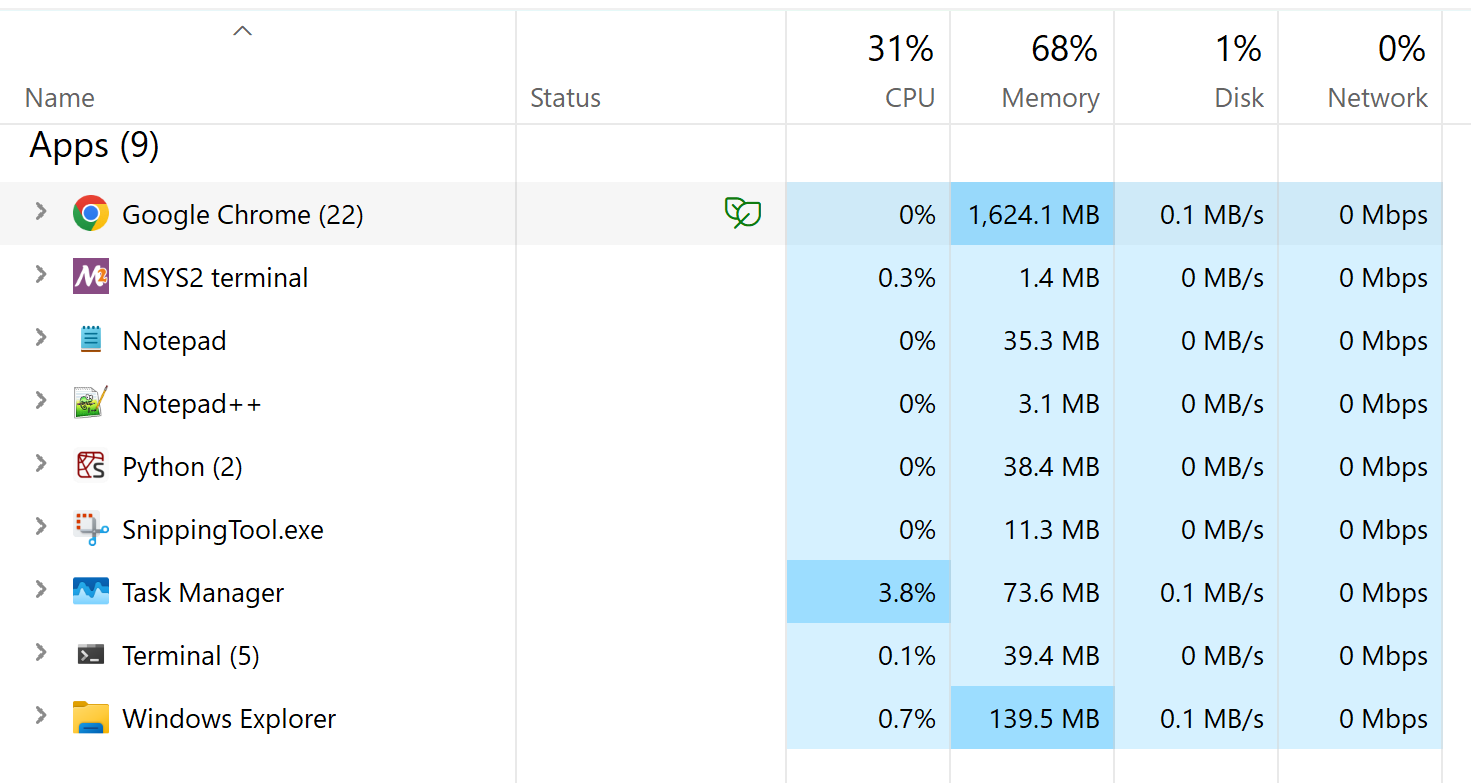 31% 68% 1% 0%
Name Status CPU Memory Disk Network
Apps (9)
Google Chrome (22) 0% 1,624.1 MB 0.1 MB/s 0 Mbps
MSYS2 terminal 0.3% 1.4 MB 0 MB/s 0 Mbps
Notepad 0% 35.3 MB 0 MB/s 0 Mbps
Notepad++ 0% 3.1 MB 0 MB/s 0 Mbps
Python (2) 0% 38.4 MB 0 MB/s 0 Mbps
SnippingTool.exe 0% 11.3 MB 0 MB/s 0 Mbps
Task Manager 3.8% 73.6 MB 0.1 MB/s 0 Mbps
Terminal (5) 0.1% 39.4 MB 0 MB/s 0 Mbps
Windows Explorer 0.7% 139.5 MB 0.1 MB/s 0 Mbps